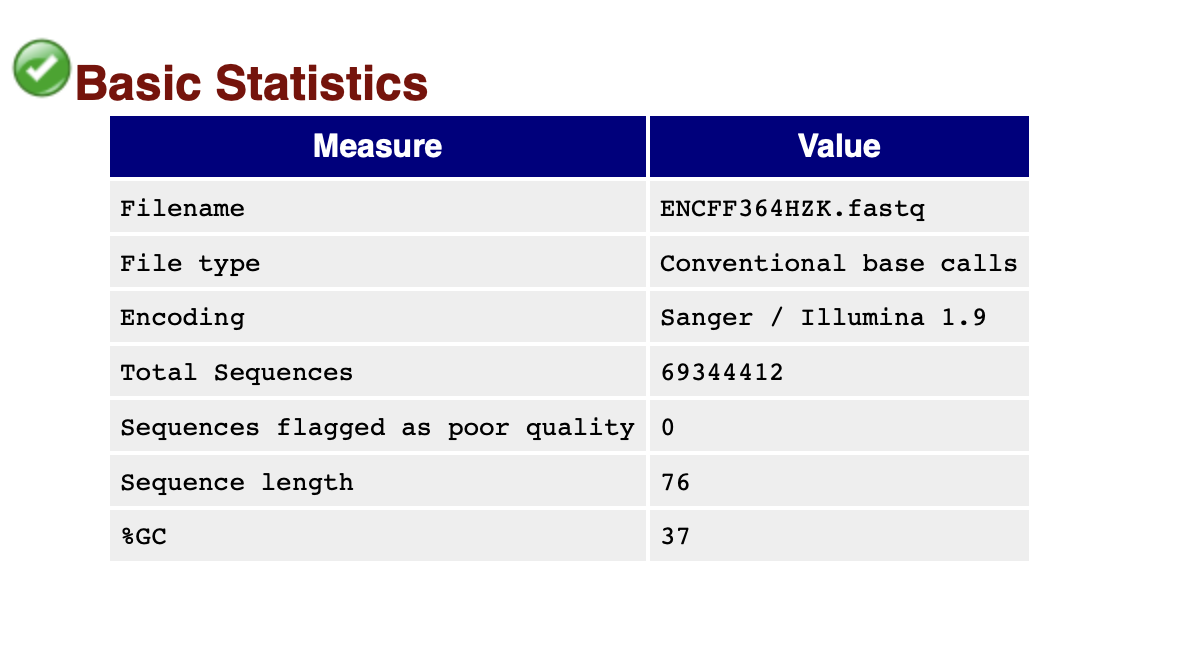 Basic Statistics
Measure Value
Filename ENCFF364HZK.fastq
File type Conventional base calls
Encoding Sanger / Illumina 1.9
Total Sequences 69344412
Sequences flagged as poor quality 0
Sequence length 76
%GC 37